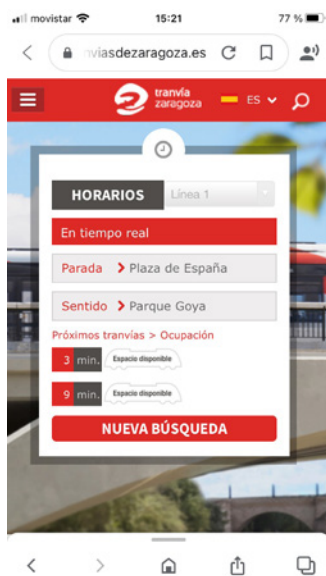 movistar 15:21 77 %
nviasdezaragoza.es
tranvía
zaragoza
ES
HORARIOS Línea 1
En tiempo real
Parada Plaza de España
Sentido Parque Goya
Próximos tranvías > Ocupación
3 min. Espacio disponible
9 min. Espacio disponible
NUEVA BÚSQUEDA